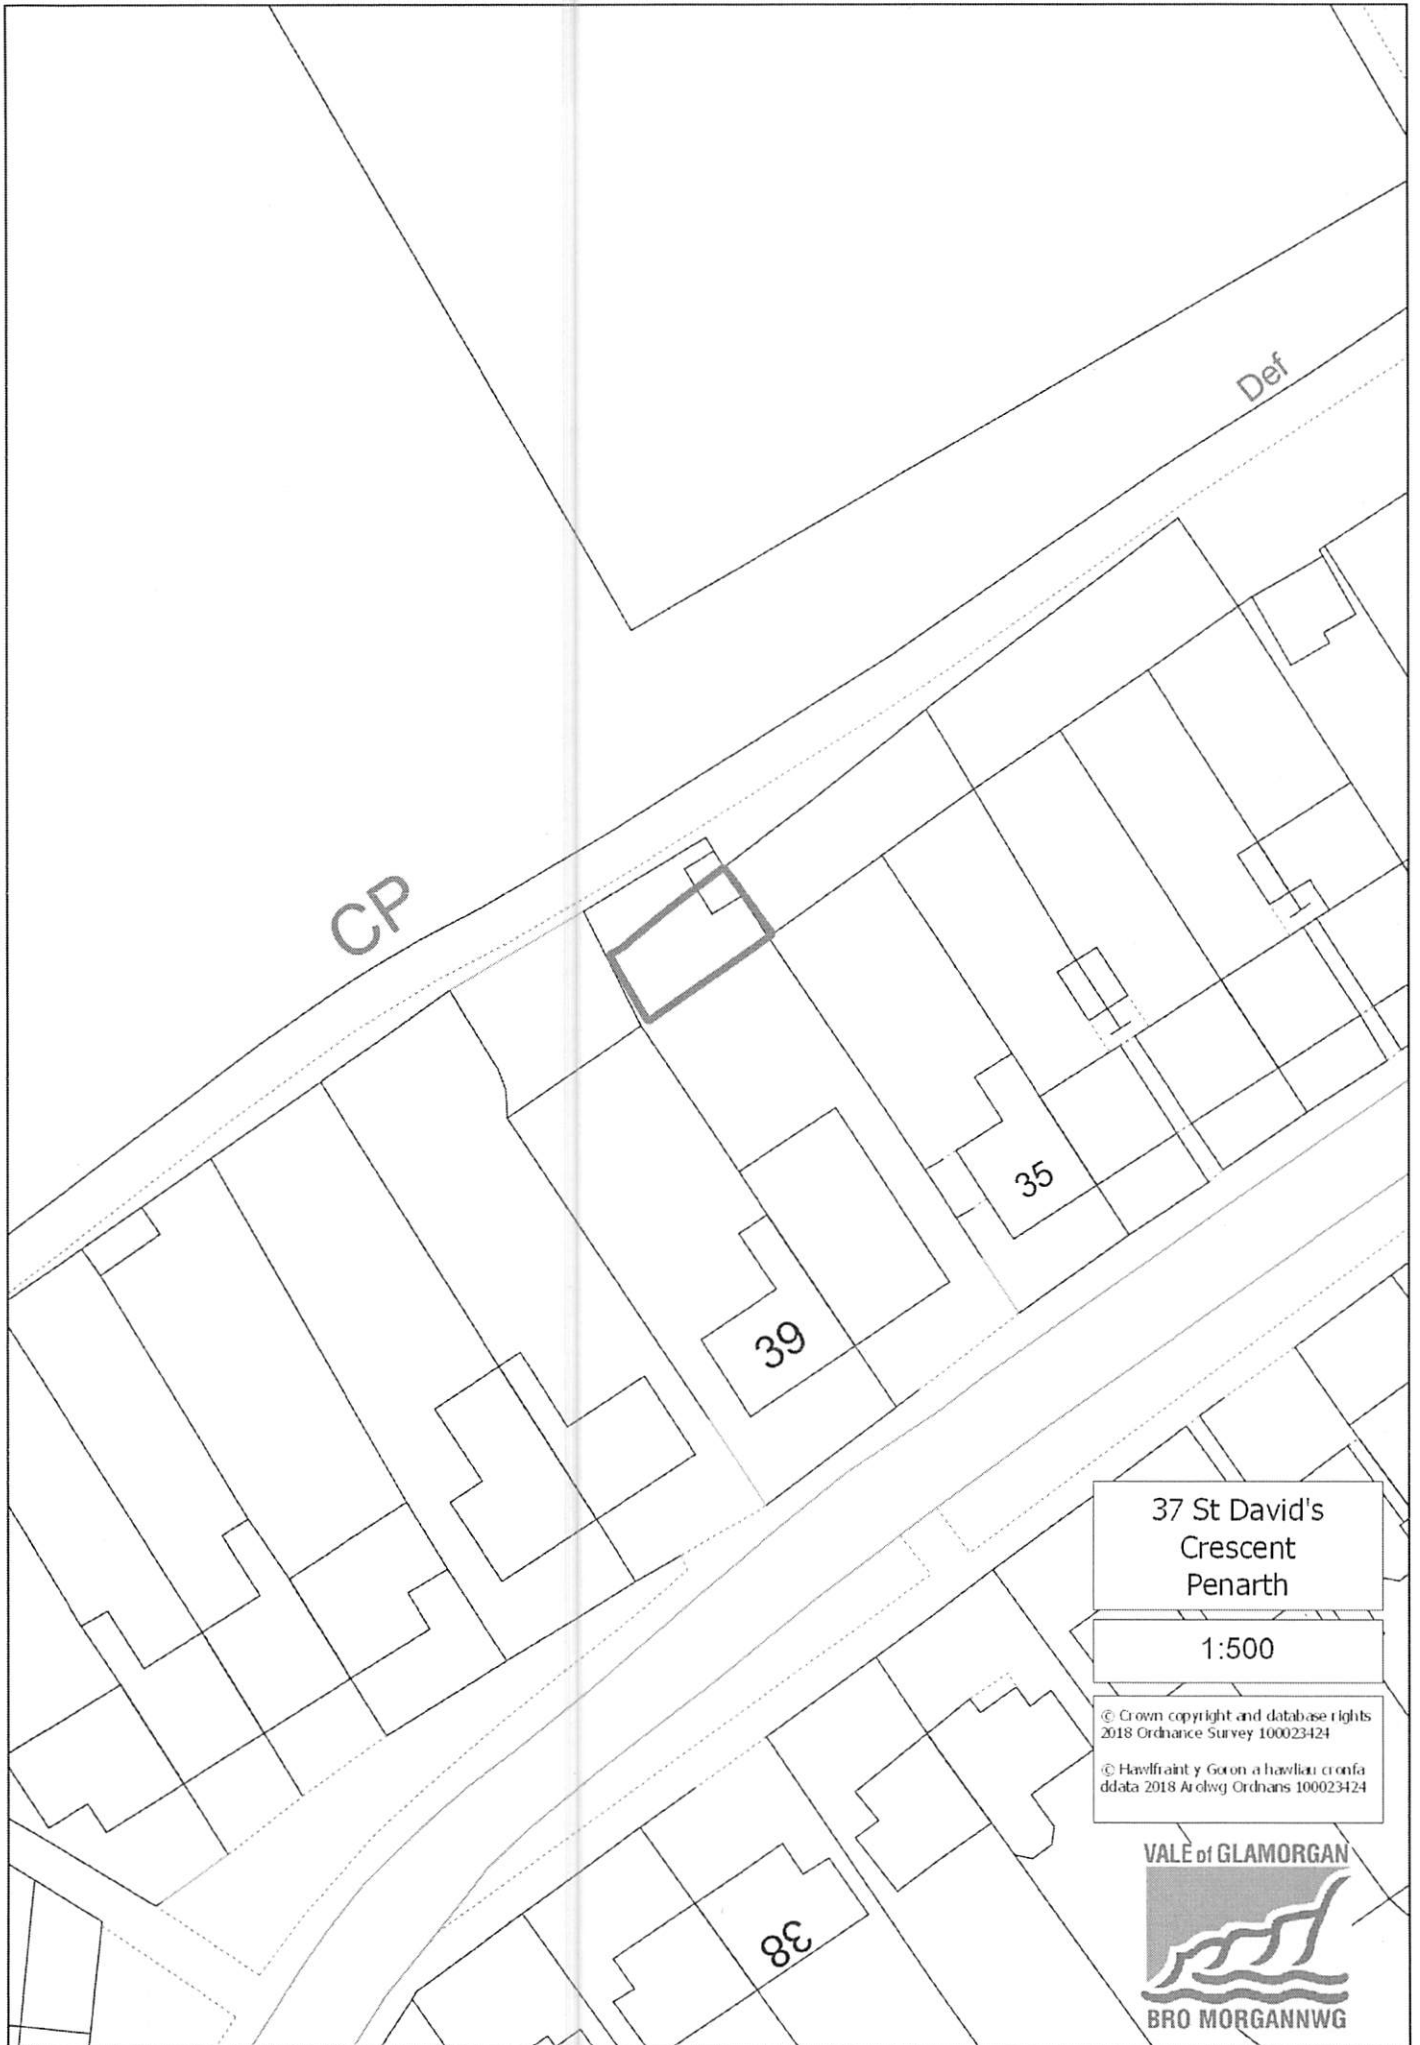 Def
CP
35
39
37 St David's
Crescent
Penarth
1:500
© Crown copyright and database rights
2018 Ordnance Survey 100023424
© Hawlfraint y Goron a hawliau cronfa
ddata 2018 Arolwg Ordnans 100023424
38
VALE of GLAMORGAN
BRO MORGANNWG